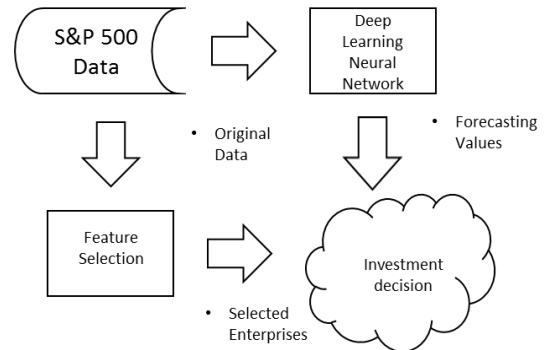 S&P 500
Data
Deep
Learning
Neural
Network
• Original
Data
• Forecasting
Values
Feature
Selection
Investment
decision
• Selected
Enterprises